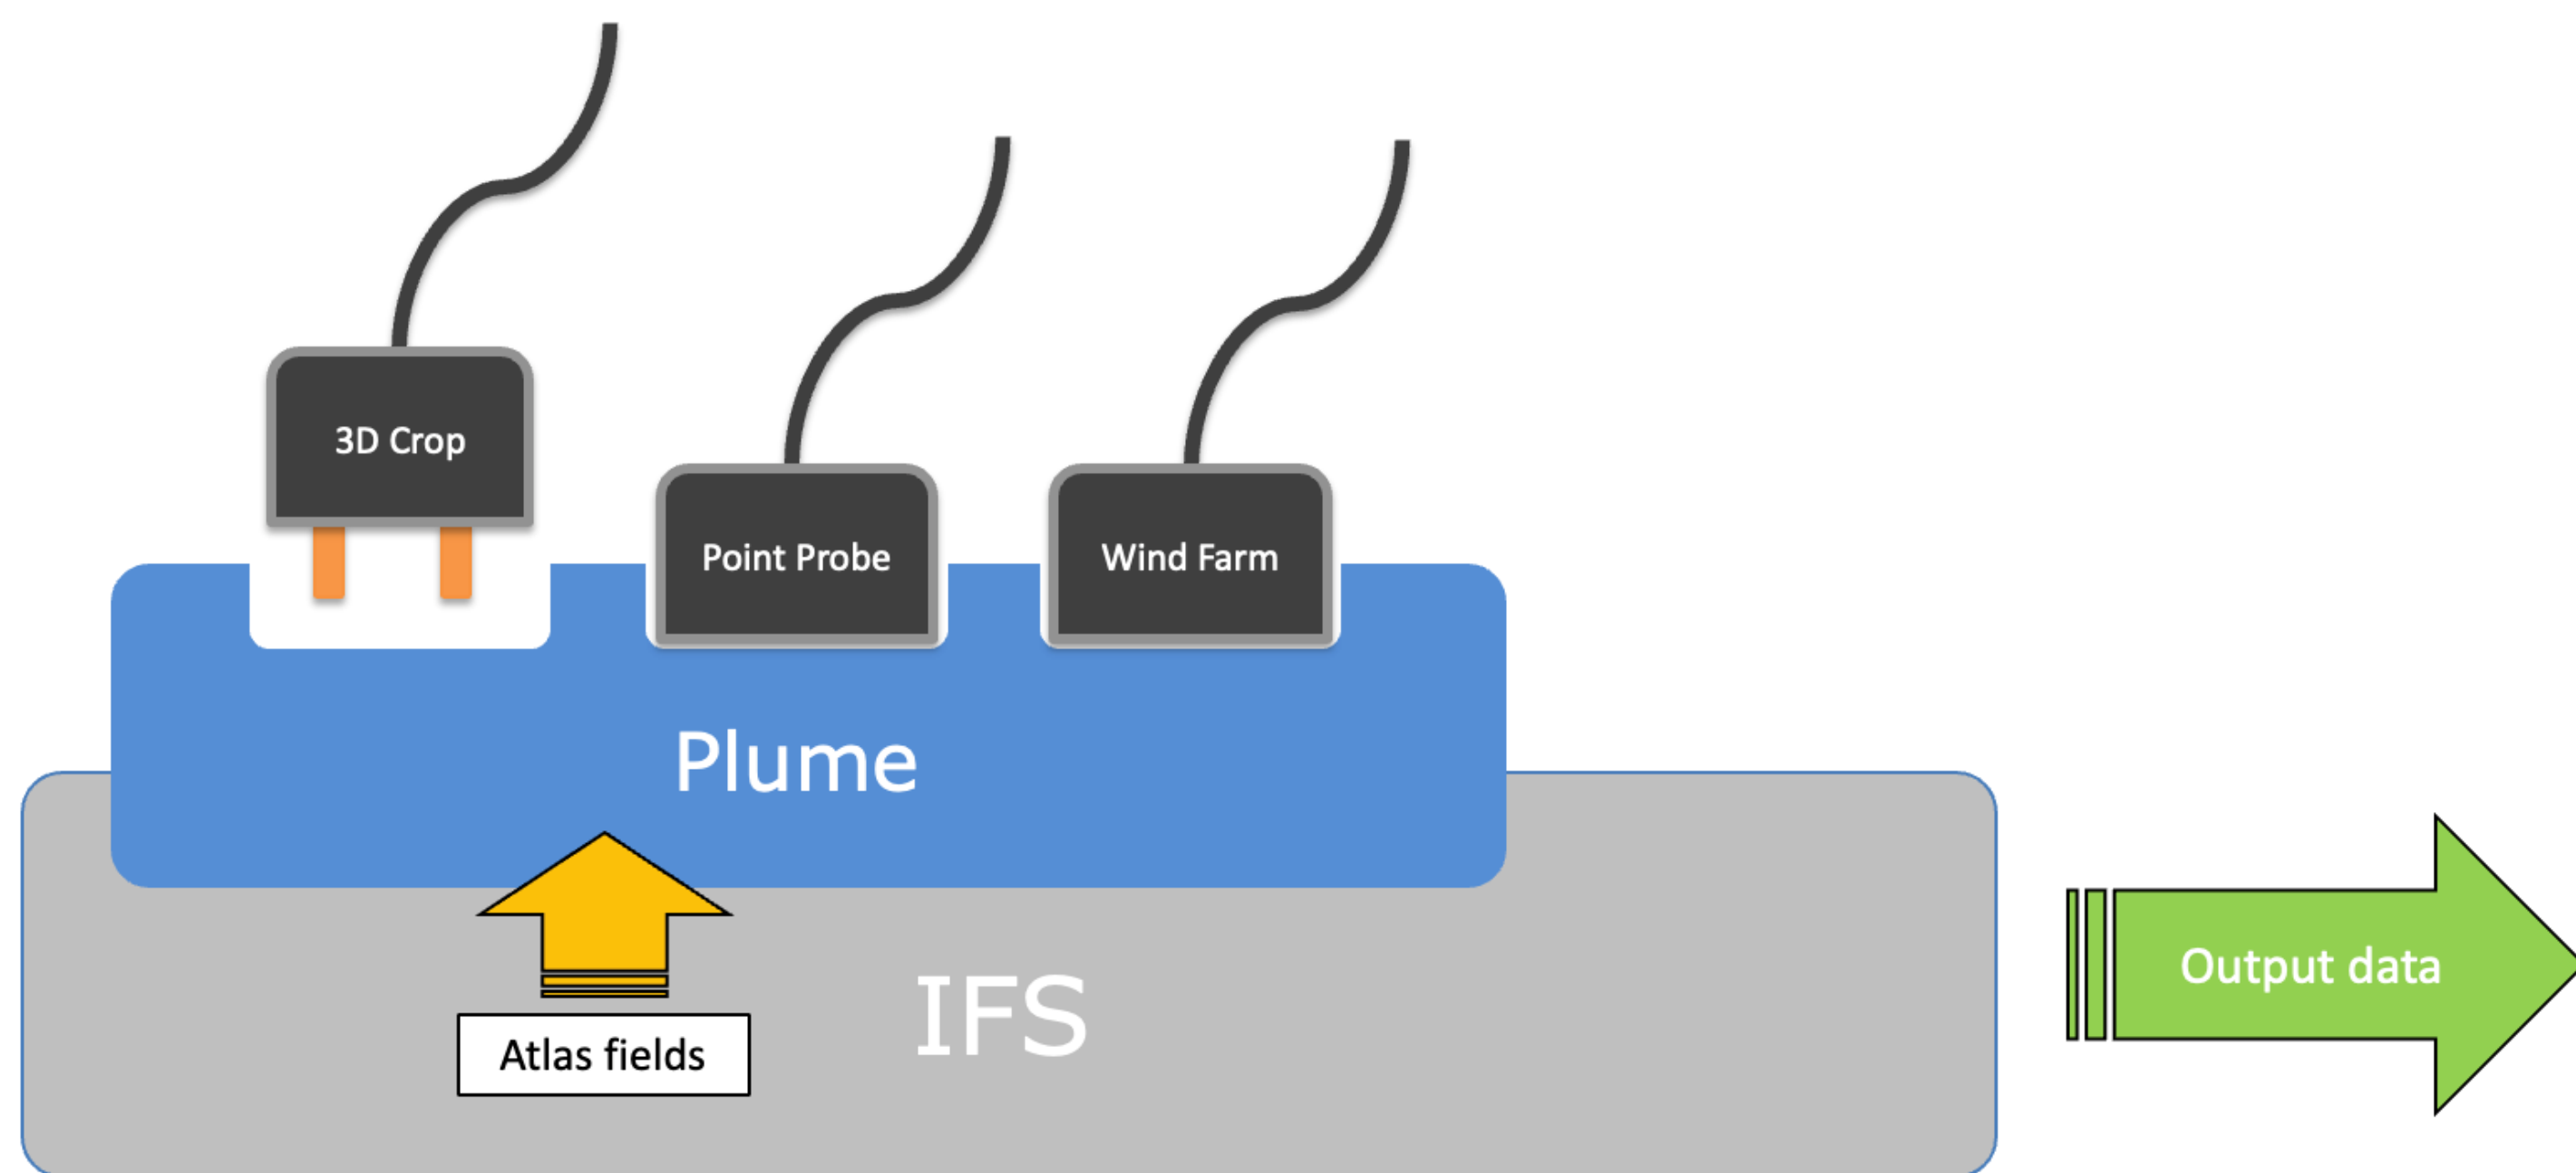 3D Crop
Point Probe
Wind Farm
Plume
Atlas fields
IFS
Output data